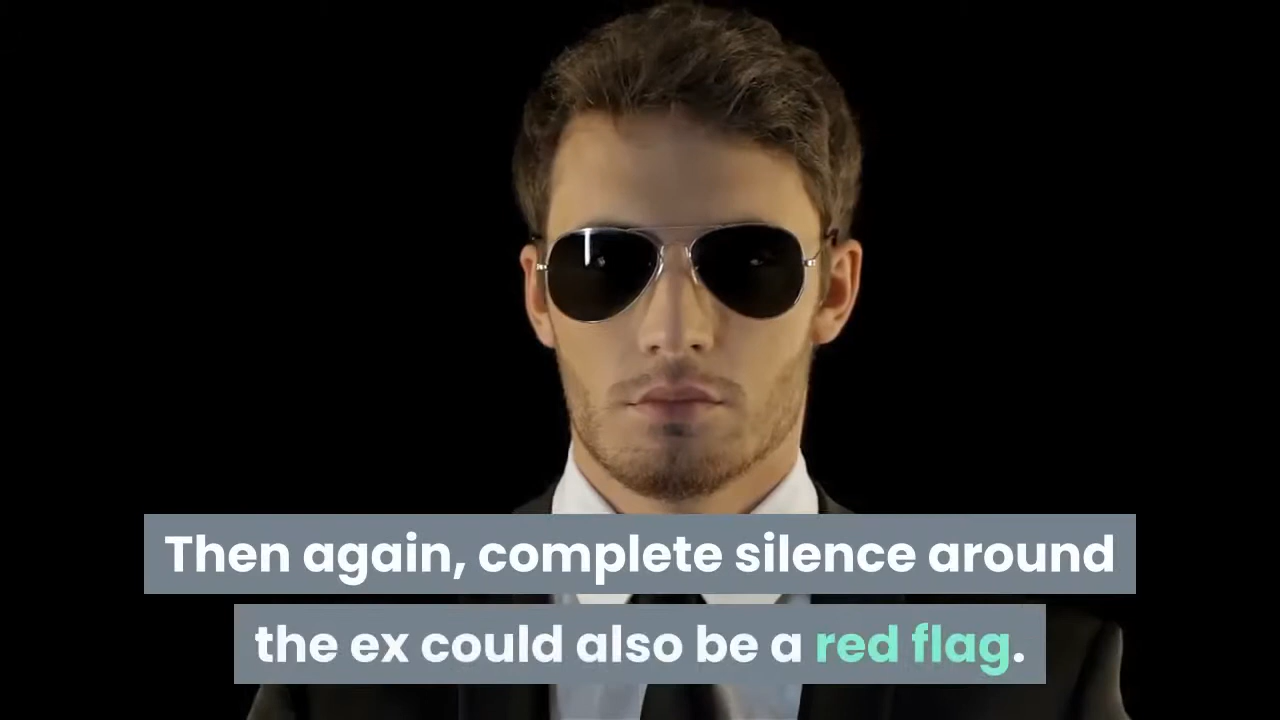 Then again, complete silence around
the ex could also be a red flag.